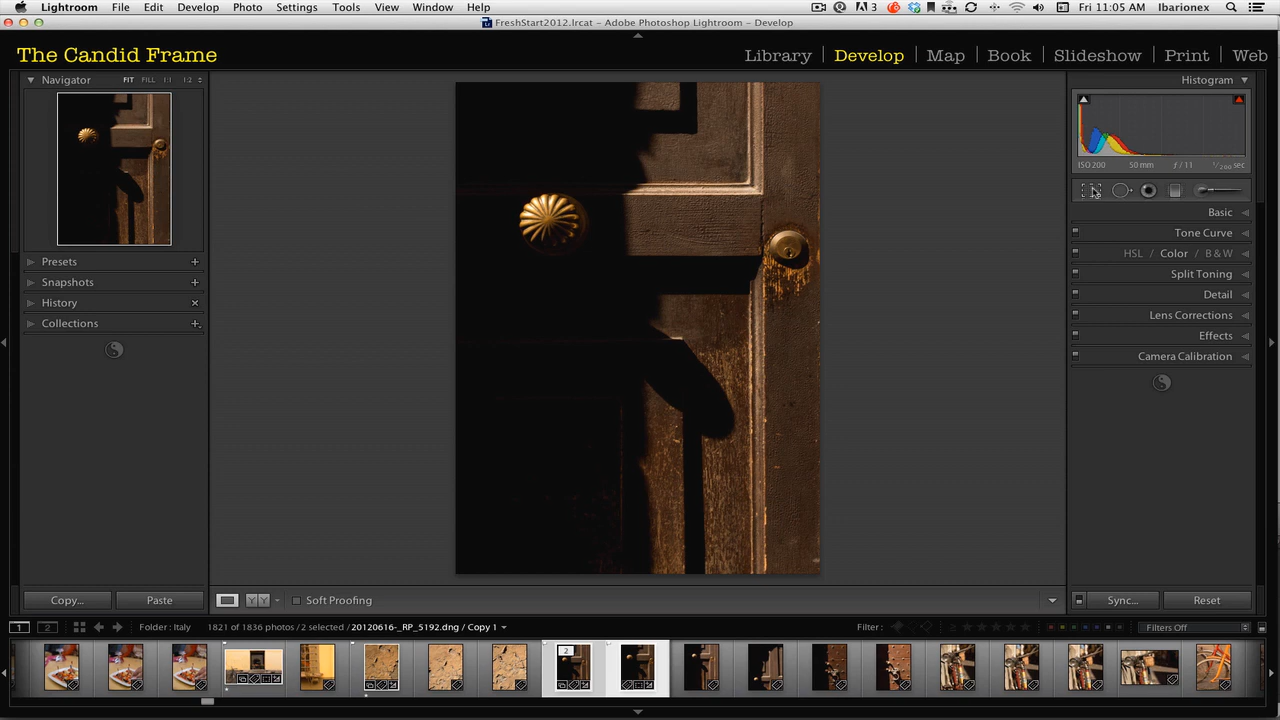 Lightroom File Edit Develop Photo Settings Tools View Window Help A 3 Fri 11:05 AM Ibarionex
FreshStart2012.lrcat – Adobe Photoshop Lightroom – Develop
The Candid Frame Library Develop Map Book Slideshow Print Web
Navigator FIT FILL 1:1 1:2
Histogram
ISO 200 50 mm ƒ / 11 1/200 sec
Basic
Tone Curve
HSL / Color / B & W
Split Toning
Detail
Lens Corrections
Effects
Camera Calibration
Presets
Snapshots
History
Collections
Copy... Paste YY Soft Proofing Sync... Reset
1 2 Folder : Italy 1821 of 1836 photos / 2 selected / 20120616-_RP_5192.dng / Copy 1 Filter : Filters Off
2